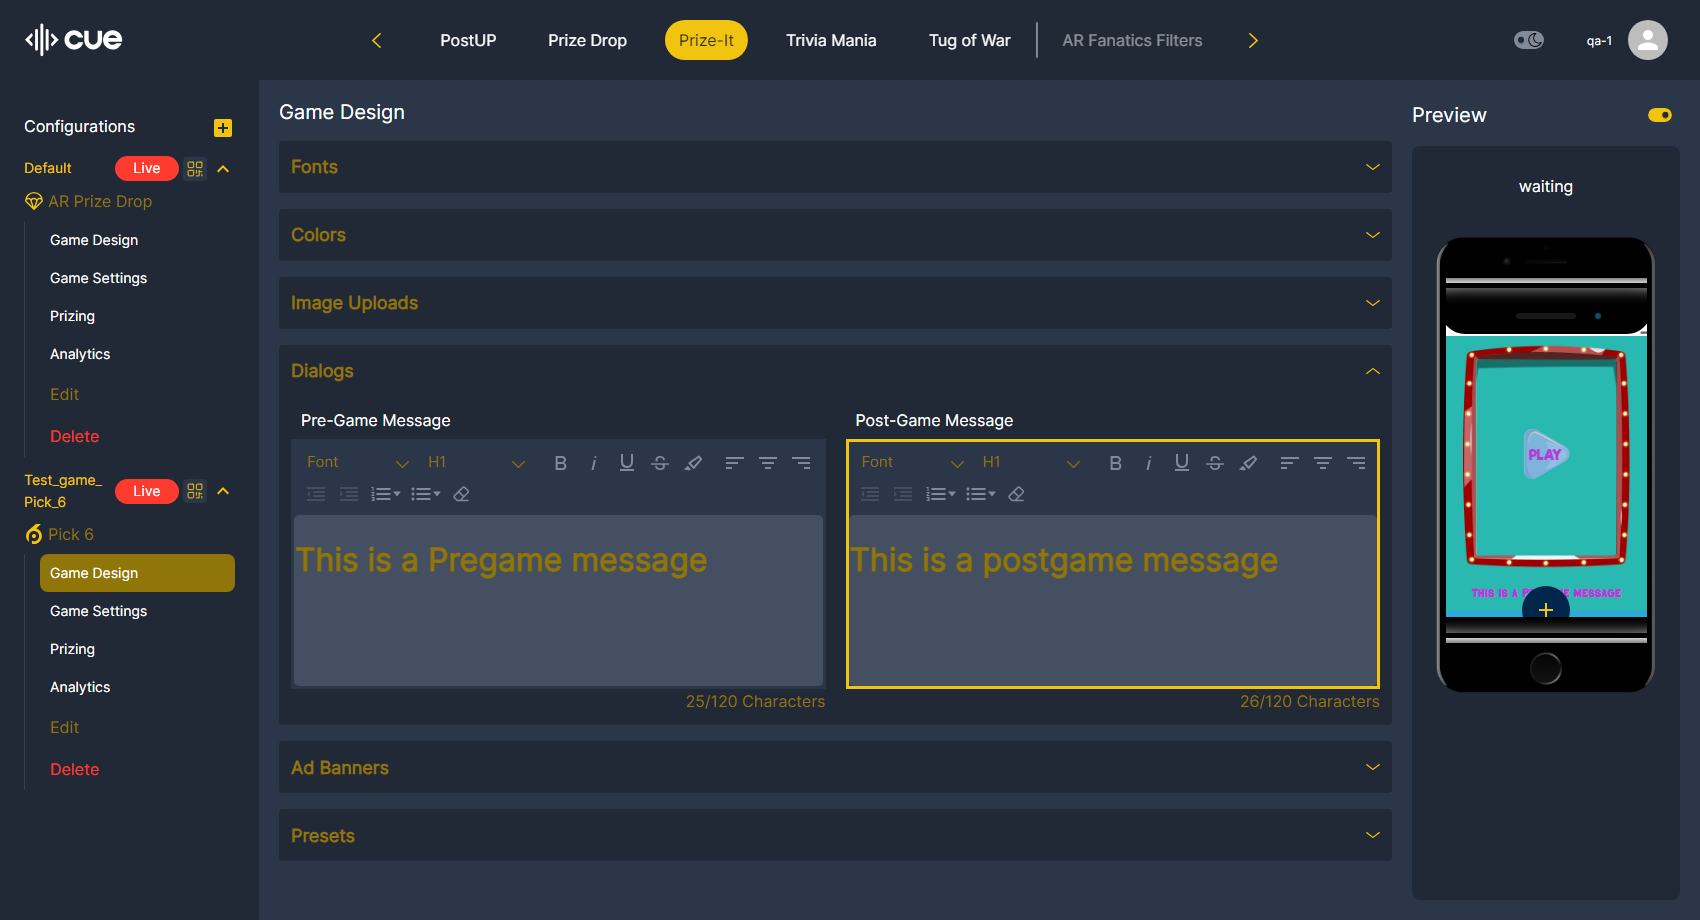 cue
PostUP
Prize Drop
Prize-It
Trivia Mania
Tug of War
AR Fanatics Filters
qa-1
Configurations
Default
Live
AR Prize Drop
Game Design
Game Settings
Prizing
Analytics
Edit
Delete
Test_game_
Pick_6
Live
Pick 6
Game Design
Game Settings
Prizing
Analytics
Edit
Delete
Game Design
Fonts
Colors
Image Uploads
Dialogs
Pre-Game Message
Font
H1
B i U S
This is a Pregame message
25/120 Characters
Post-Game Message
Font
H1
B i U S
This is a postgame message
26/120 Characters
Ad Banners
Presets
Preview
waiting
PLAY
THIS IS A MESSAGE